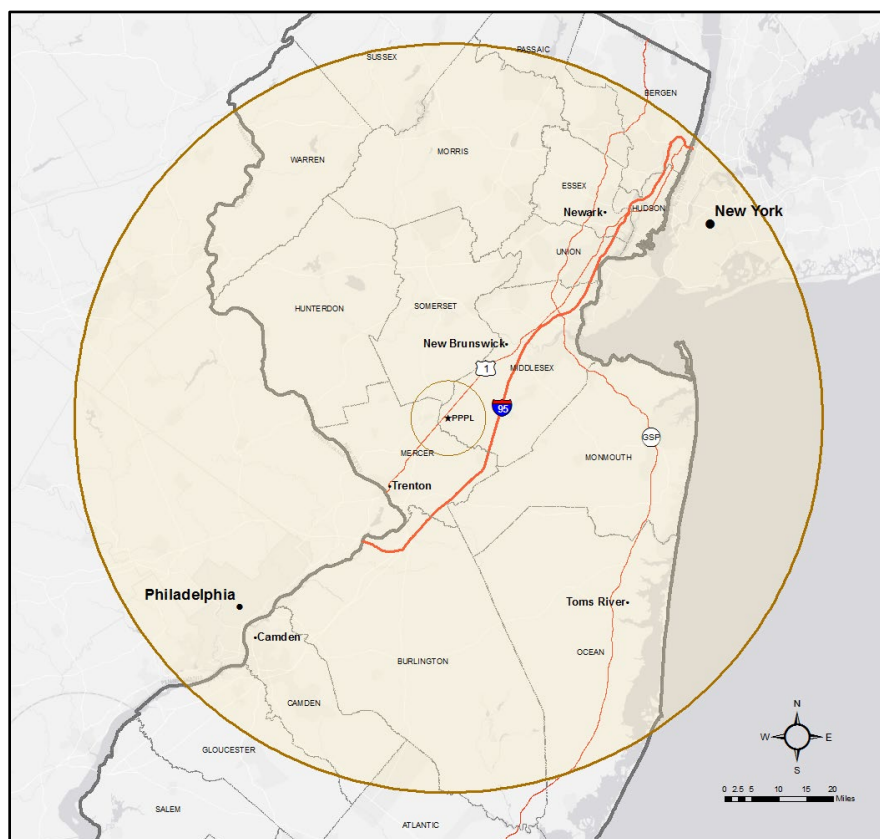 PASSAIC
SUSSEX
BERGEN
MORRIS
WARREN
ESSEX
Newark
HUDSON
New York
UNION
HUNTERDON
SOMERSET
New Brunswick
1
MIDDLESEX
95
PPPL
GSP
MERCER
MONMOUTH
Trenton
Philadelphia
Toms River
Camden
OCEAN
BURLINGTON
CAMDEN
N
W
E
S
GLOUCESTER
0 2.5 5 10 15 20
Miles
SALEM
ATLANTIC